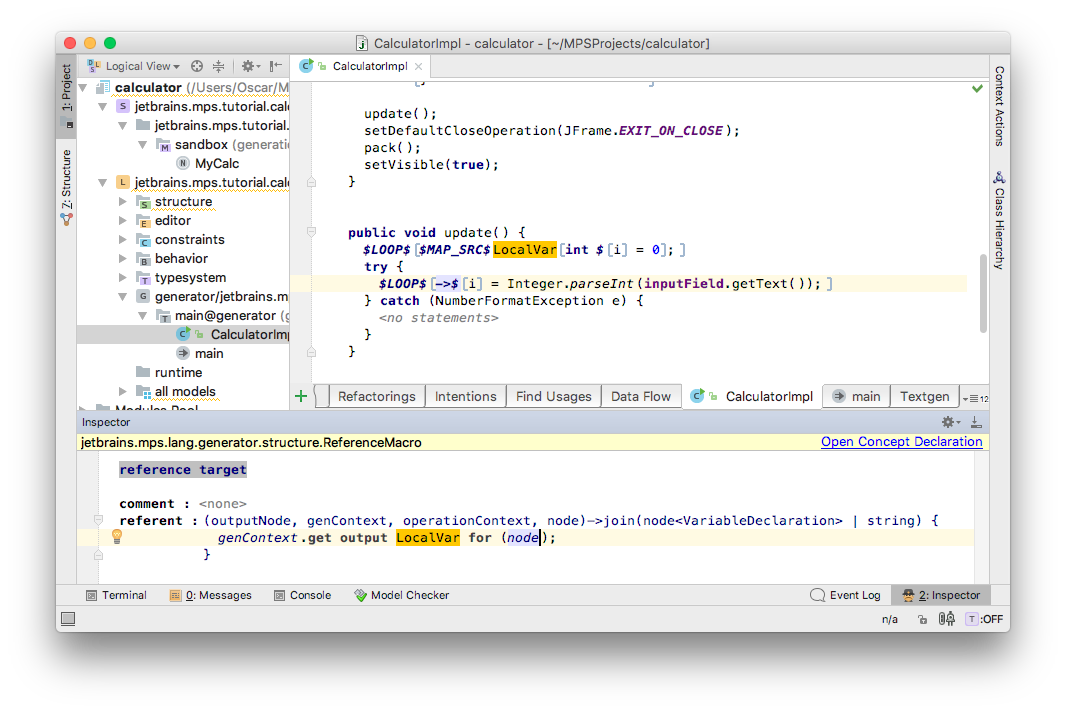 CalculatorImpl - calculator - [~/MPSProjects/calculator]
1: Project
Z: Structure
Logical View
calculator (/Users/Oscar/M
jetbrains.mps.tutorial.cal
jetbrains.mps.tutorial.
sandbox (generatio
MyCalc
jetbrains.mps.tutorial.cal
structure
editor
constraints
behavior
typesystem
generator/jetbrains.m
main@generator (g
CalculatorImp
main
runtime
all models
CalculatorImpl
update();
setDefaultCloseOperation(JFrame.EXIT_ON_CLOSE);
pack();
setVisible(true);
}
public void update() {
$LOOP$[$MAP_SRC$LocalVar[int $[i] = 0];]
try {
$LOOP$[->$[i] = Integer.parseInt(inputField.getText());]
} catch (NumberFormatException e) {
<no statements>
}
}
Context Actions
Class Hierarchy
Refactorings
Intentions
Find Usages
Data Flow
CalculatorImpl
main
Textgen
12
Inspector
jetbrains.mps.lang.generator.structure.ReferenceMacro
Open Concept Declaration
reference target
comment : <none>
referent : (outputNode, genContext, operationContext, node)->join(node<VariableDeclaration> | string) {
genContext.get output LocalVar for (node);
}
Terminal
0: Messages
Console
Model Checker
Event Log
2: Inspector
n/a
T :OFF